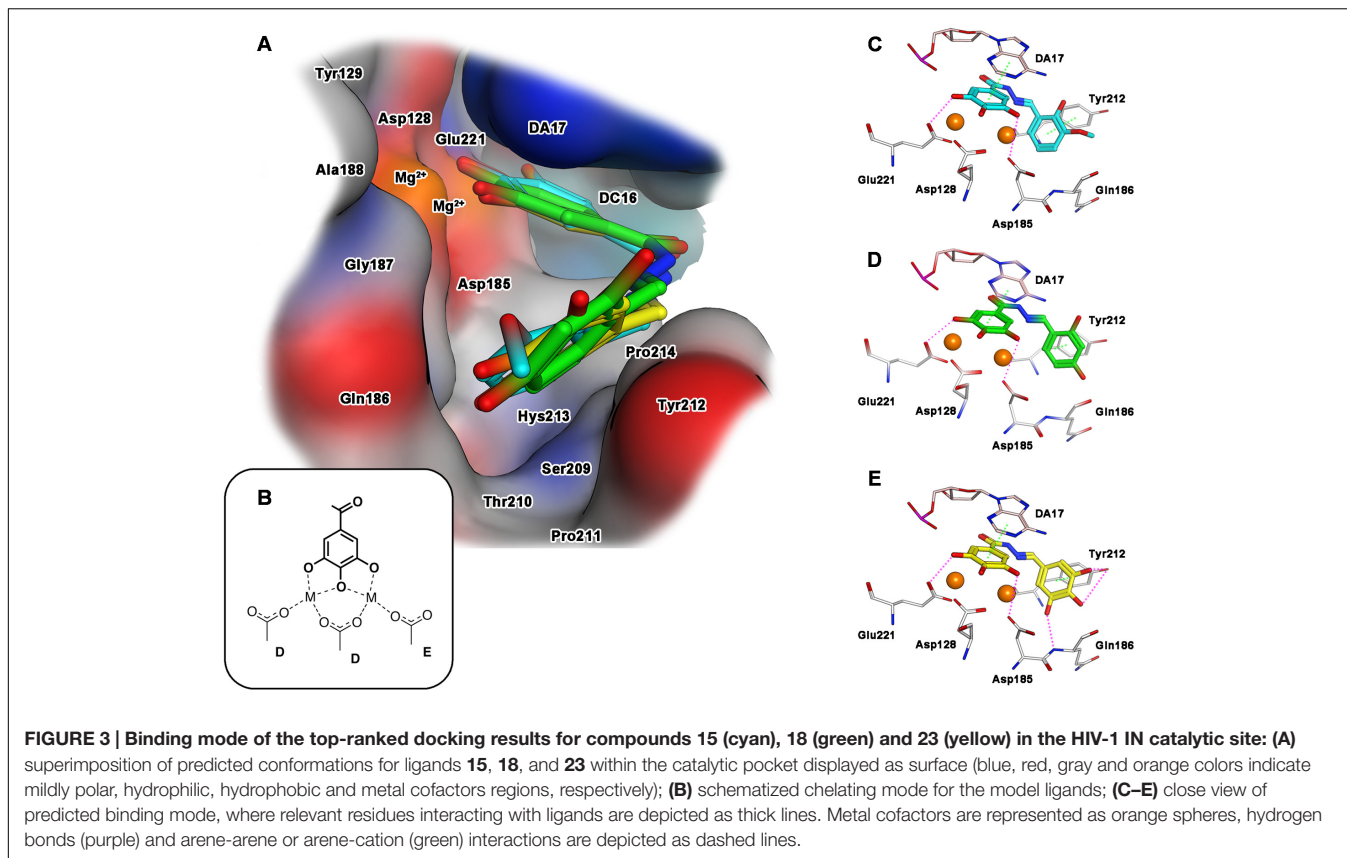 A
Tyr129
Asp128
Glu221
DA17
Ala188
Mg2+
Mg2+
DC16
Gly187
Asp185
Pro214
Gln186
Hys213
Tyr212
Ser209
Thr210
Pro211
B
O
O
O
O
M
M
O
O
O
O
O
O
D
D
E
C
DA17
Tyr212
Glu221
Asp128
Gln186
Asp185
D
DA17
Tyr212
Glu221
Asp128
Gln186
Asp185
E
DA17
Tyr212
Glu221
Asp128
Gln186
Asp185
FIGURE 3 | Binding mode of the top-ranked docking results for compounds 15 (cyan), 18 (green) and 23 (yellow) in the HIV-1 IN catalytic site: (A)
superimposition of predicted conformations for ligands 15, 18, and 23 within the catalytic pocket displayed as surface (blue, red, gray and orange colors indicate
mildly polar, hydrophilic, hydrophobic and metal cofactors regions, respectively); (B) schematized chelating mode for the model ligands; (C–E) close view of
predicted binding mode, where relevant residues interacting with ligands are depicted as thick lines. Metal cofactors are represented as orange spheres, hydrogen
bonds (purple) and arene-arene or arene-cation (green) interactions are depicted as dashed lines.